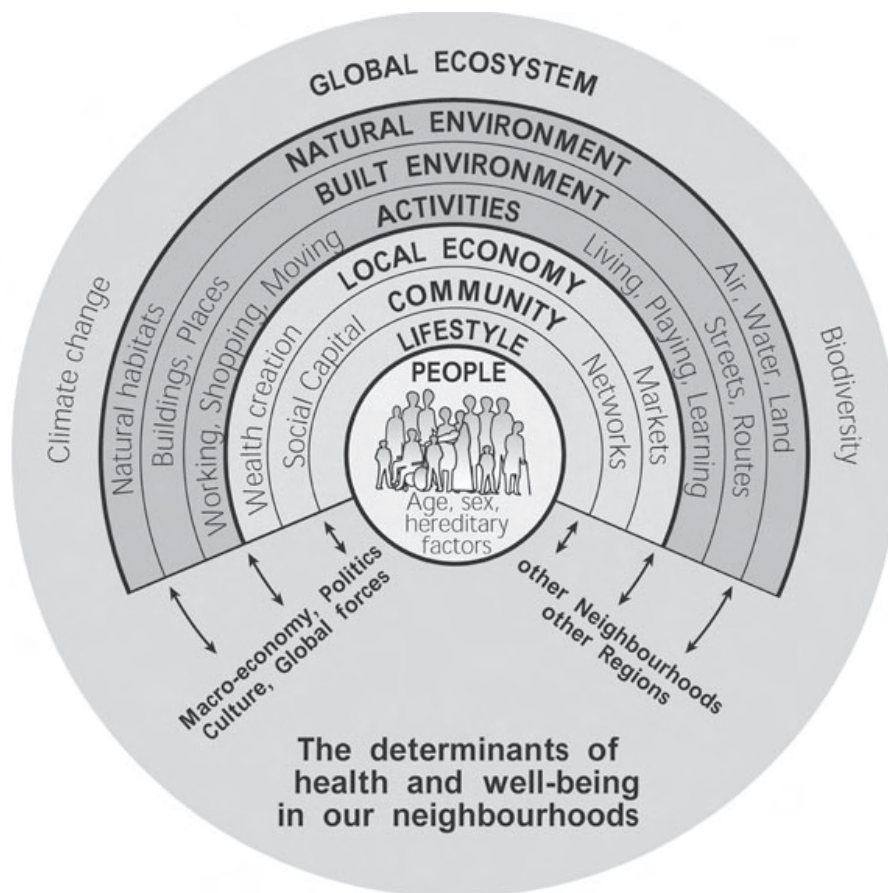 GLOBAL ECOSYSTEM
NATURAL ENVIRONMENT
BUILT ENVIRONMENT
ACTIVITIES
LOCAL ECONOMY
COMMUNITY
LIFESTYLE
PEOPLE
Age, sex,
hereditary
factors
Climate change
Natural habitats
Buildings, Places
Working, Shopping, Moving
Wealth creation
Social Capital
Networks
Markets
Living, Playing, Learning
Streets, Routes
Air, Water, Land
Biodiversity
Macro-economy, Politics
Culture, Global forces
other Neighbourhoods
other Regions
The determinants of
health and well-being
in our neighbourhoods